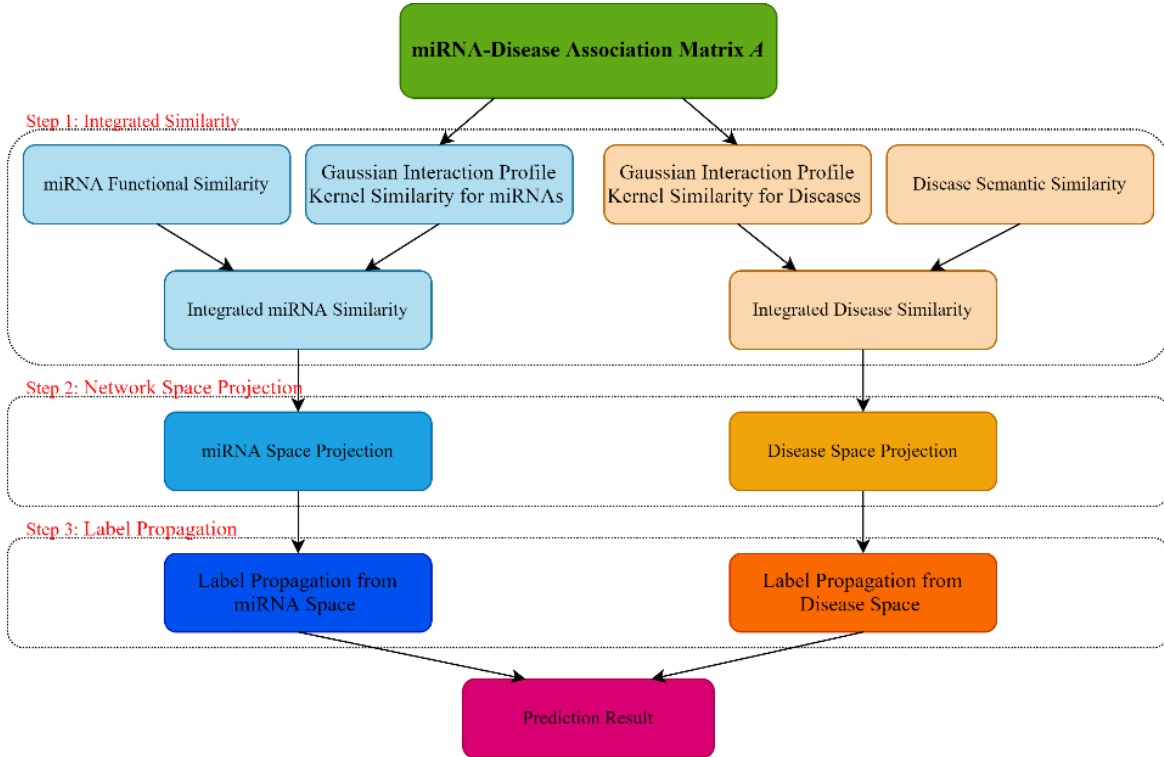 miRNA-Disease Association Matrix A
Step 1: Integrated Similarity
miRNA Functional Similarity
Gaussian Interaction Profile
Kernel Similarity for miRNAs
Gaussian Interaction Profile
Kernel Similarity for Diseases
Disease Semantic Similarity
Integrated miRNA Similarity
Integrated Disease Similarity
Step 2: Network Space Projection
miRNA Space Projection
Disease Space Projection
Step 3: Label Propagation
Label Propagation from
miRNA Space
Label Propagation from
Disease Space
Prediction Result